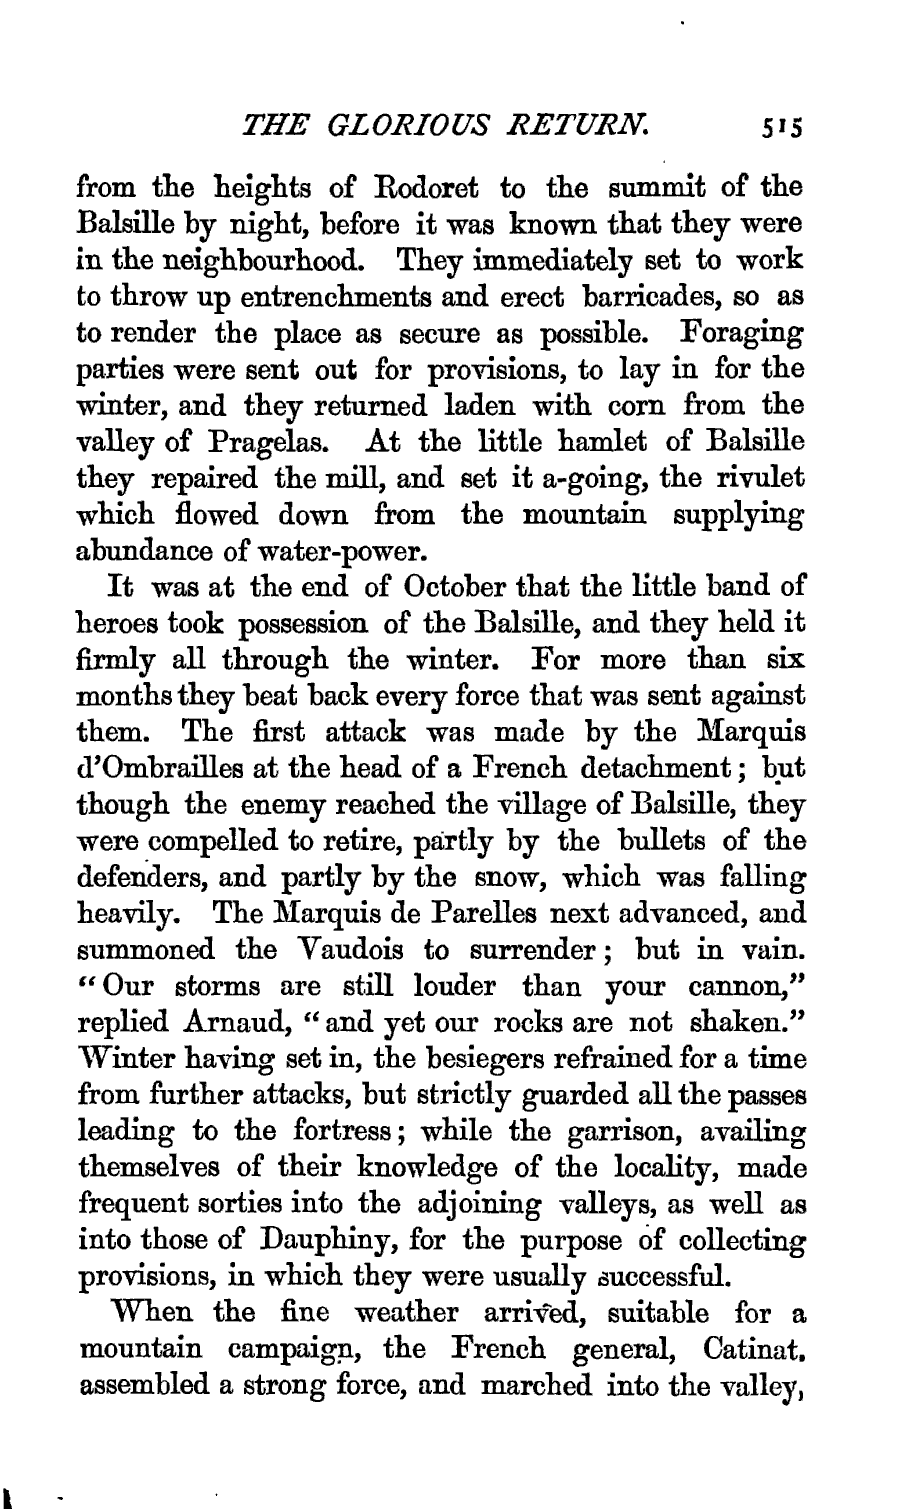 THE GLORIOUS RETURN. 515
from the heights of Rodoret to the summit of the
Balsille by night, before it was known that they were
in the neighbourhood. They immediately set to work
to throw up entrenchments and erect barricades, so as
to render the place as secure as possible. Foraging
parties were sent out for provisions, to lay in for the
winter, and they returned laden with corn from the
valley of Pragelas. At the little hamlet of Balsille
they repaired the mill, and set it a-going, the rivulet
which flowed down from the mountain supplying
abundance of water-power.
It was at the end of October that the little band of
heroes took possession of the Balsille, and they held it
firmly all through the winter. For more than six
months they beat back every force that was sent against
them. The first attack was made by the Marquis
d'Ombrailles at the head of a French detachment; but
though the enemy reached the village of Balsille, they
were compelled to retire, partly by the bullets of the
defenders, and partly by the snow, which was falling
heavily. The Marquis de Parelles next advanced, and
summoned the Vaudois to surrender; but in vain.
"Our storms are still louder than your cannon,"
replied Arnaud, "and yet our rocks are not shaken."
Winter having set in, the besiegers refrained for a time
from further attacks, but strictly guarded all the passes
leading to the fortress; while the garrison, availing
themselves of their knowledge of the locality, made
frequent sorties into the adjoining valleys, as well as
into those of Dauphiny, for the purpose of collecting
provisions, in which they were usually successful.
When the fine weather arrived, suitable for a
mountain campaign, the French general, Catinat,
assembled a strong force, and marched into the valley,